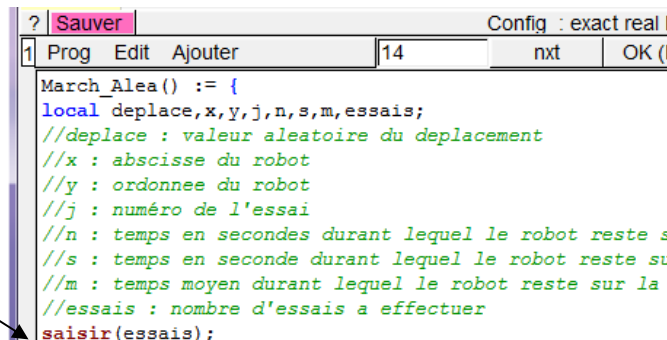 ? Sauver Config : exact real
1 Prog Edit Ajouter 14 nxt OK
March_Alea() := {
local deplace,x,y,j,n,s,m,essais;
//deplace : valeur aleatoire du deplacement
//x : abscisse du robot
//y : ordonnee du robot
//j : numéro de l'essai
//n : temps en secondes durant lequel le robot reste
//s : temps en seconde durant lequel le robot reste
//m : temps moyen durant lequel le robot reste sur la
//essais : nombre d'essais a effectuer
saisir(essais);